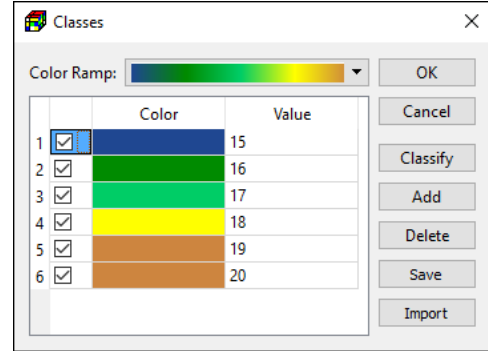 Classes
Color Ramp:
OK
Cancel
Classify
Add
Delete
Save
Import
Color Value
1 15
2 16
3 17
4 18
5 19
6 20